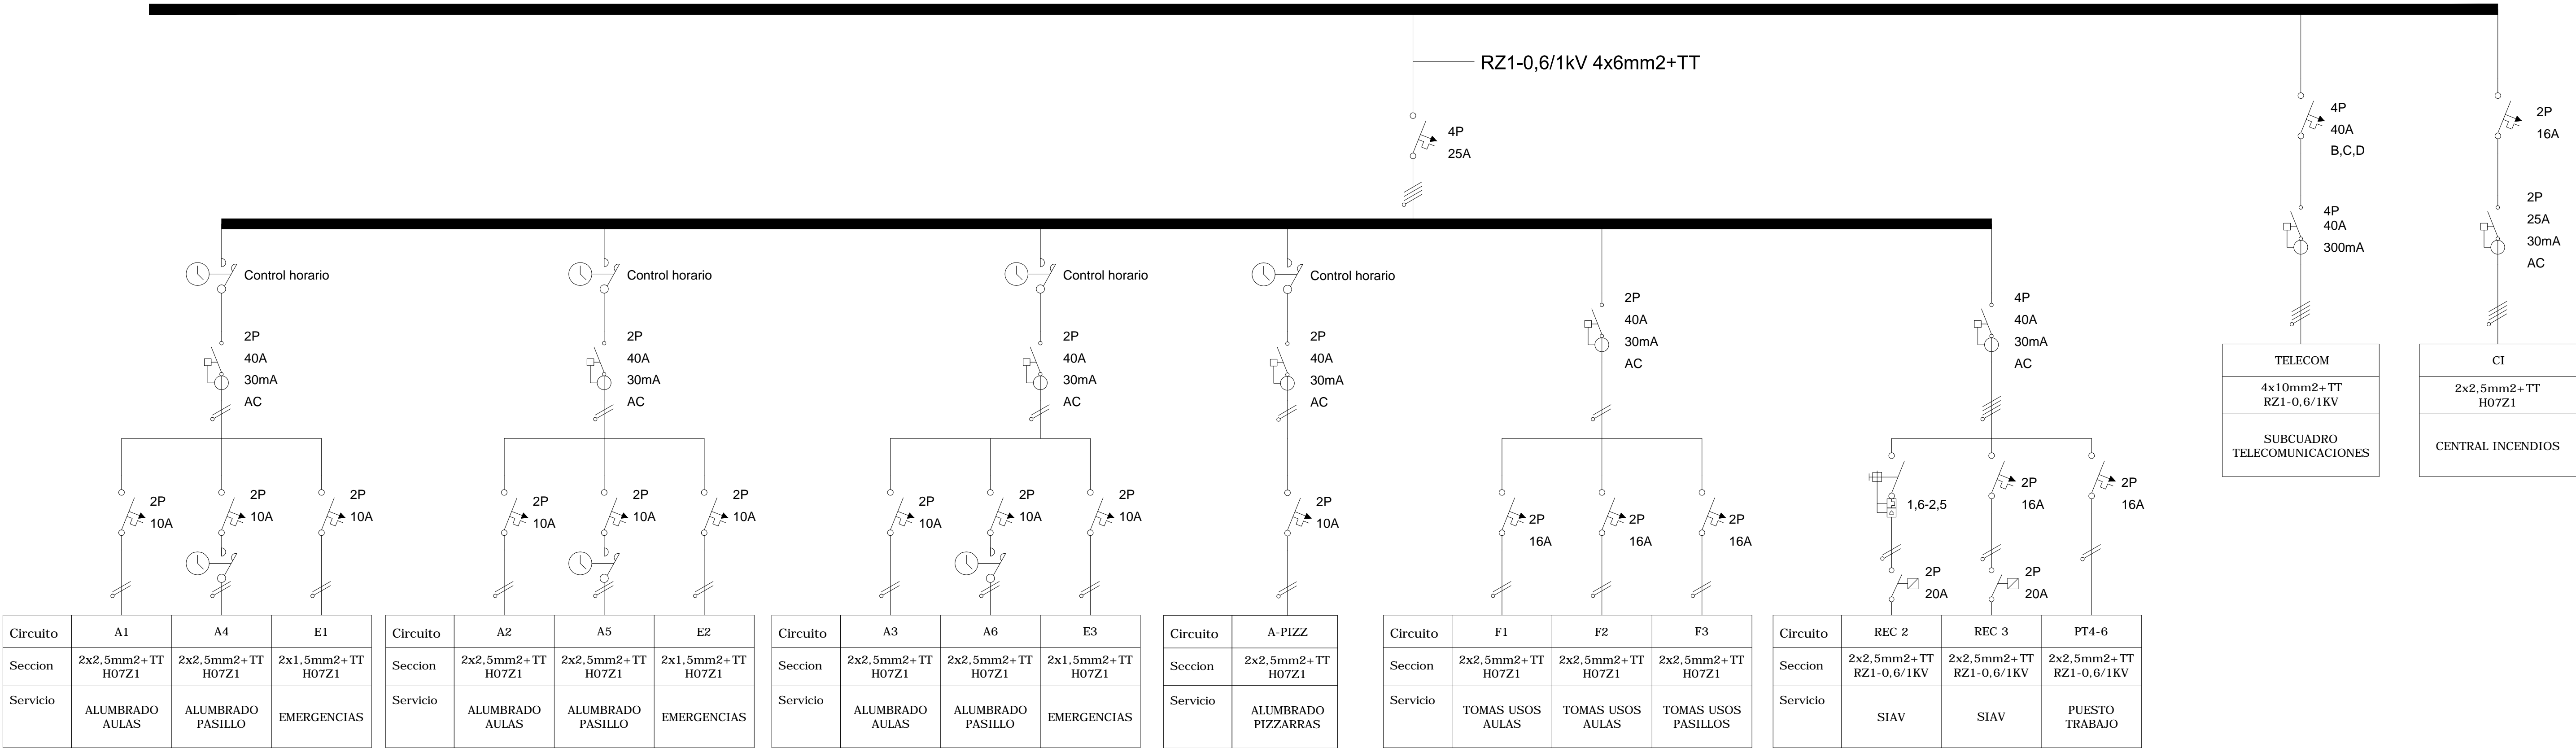 RZ1-0,6/1kV 4x6mm2+TT
4P
25A
4P
40A
B,C,D
4P
40A
300mA
2P
16A
2P
25A
30mA
AC
Control horario
2P
40A
30mA
AC
Control horario
2P
40A
30mA
AC
Control horario
2P
40A
30mA
AC
Control horario
2P
40A
30mA
AC
2P
40A
30mA
AC
4P
40A
30mA
AC
TELECOM
4x10mm2+TT
RZ1-0,6/1KV
SUBCUADRO
TELECOMUNICACIONES
CI
2x2,5mm2+TT
H07Z1
CENTRAL INCENDIOS
2P
10A
2P
10A
2P
10A
2P
10A
2P
10A
2P
10A
2P
10A
2P
10A
2P
10A
2P
10A
2P
16A
2P
16A
2P
16A
1,6-2,5
2P
16A
2P
16A
2P
20A
2P
20A
Circuito A1 A4 E1
Seccion 2x2,5mm2+TT 2x2,5mm2+TT 2x1,5mm2+TT
H07Z1 H07Z1 H07Z1
Servicio
ALUMBRADO ALUMBRADO EMERGENCIAS
AULAS PASILLO
Circuito A2 A5 E2
Seccion 2x2,5mm2+TT 2x2,5mm2+TT 2x1,5mm2+TT
H07Z1 H07Z1 H07Z1
Servicio
ALUMBRADO ALUMBRADO EMERGENCIAS
AULAS PASILLO
Circuito A3 A6 E3
Seccion 2x2,5mm2+TT 2x2,5mm2+TT 2x1,5mm2+TT
H07Z1 H07Z1 H07Z1
Servicio
ALUMBRADO ALUMBRADO EMERGENCIAS
AULAS PASILLO
Circuito A-PIZZ
Seccion 2x2,5mm2+TT
H07Z1
Servicio
ALUMBRADO
PIZZARRAS
Circuito F1 F2 F3
Seccion 2x2,5mm2+TT 2x2,5mm2+TT 2x2,5mm2+TT
H07Z1 H07Z1 H07Z1
Servicio
TOMAS USOS TOMAS USOS TOMAS USOS
AULAS AULAS PASILLOS
Circuito REC 2 REC 3 PT4-6
Seccion 2x2,5mm2+TT 2x2,5mm2+TT 2x2,5mm2+TT
RZ1-0,6/1KV RZ1-0,6/1KV RZ1-0,6/1KV
Servicio
SIAV SIAV PUESTO
TRABAJO